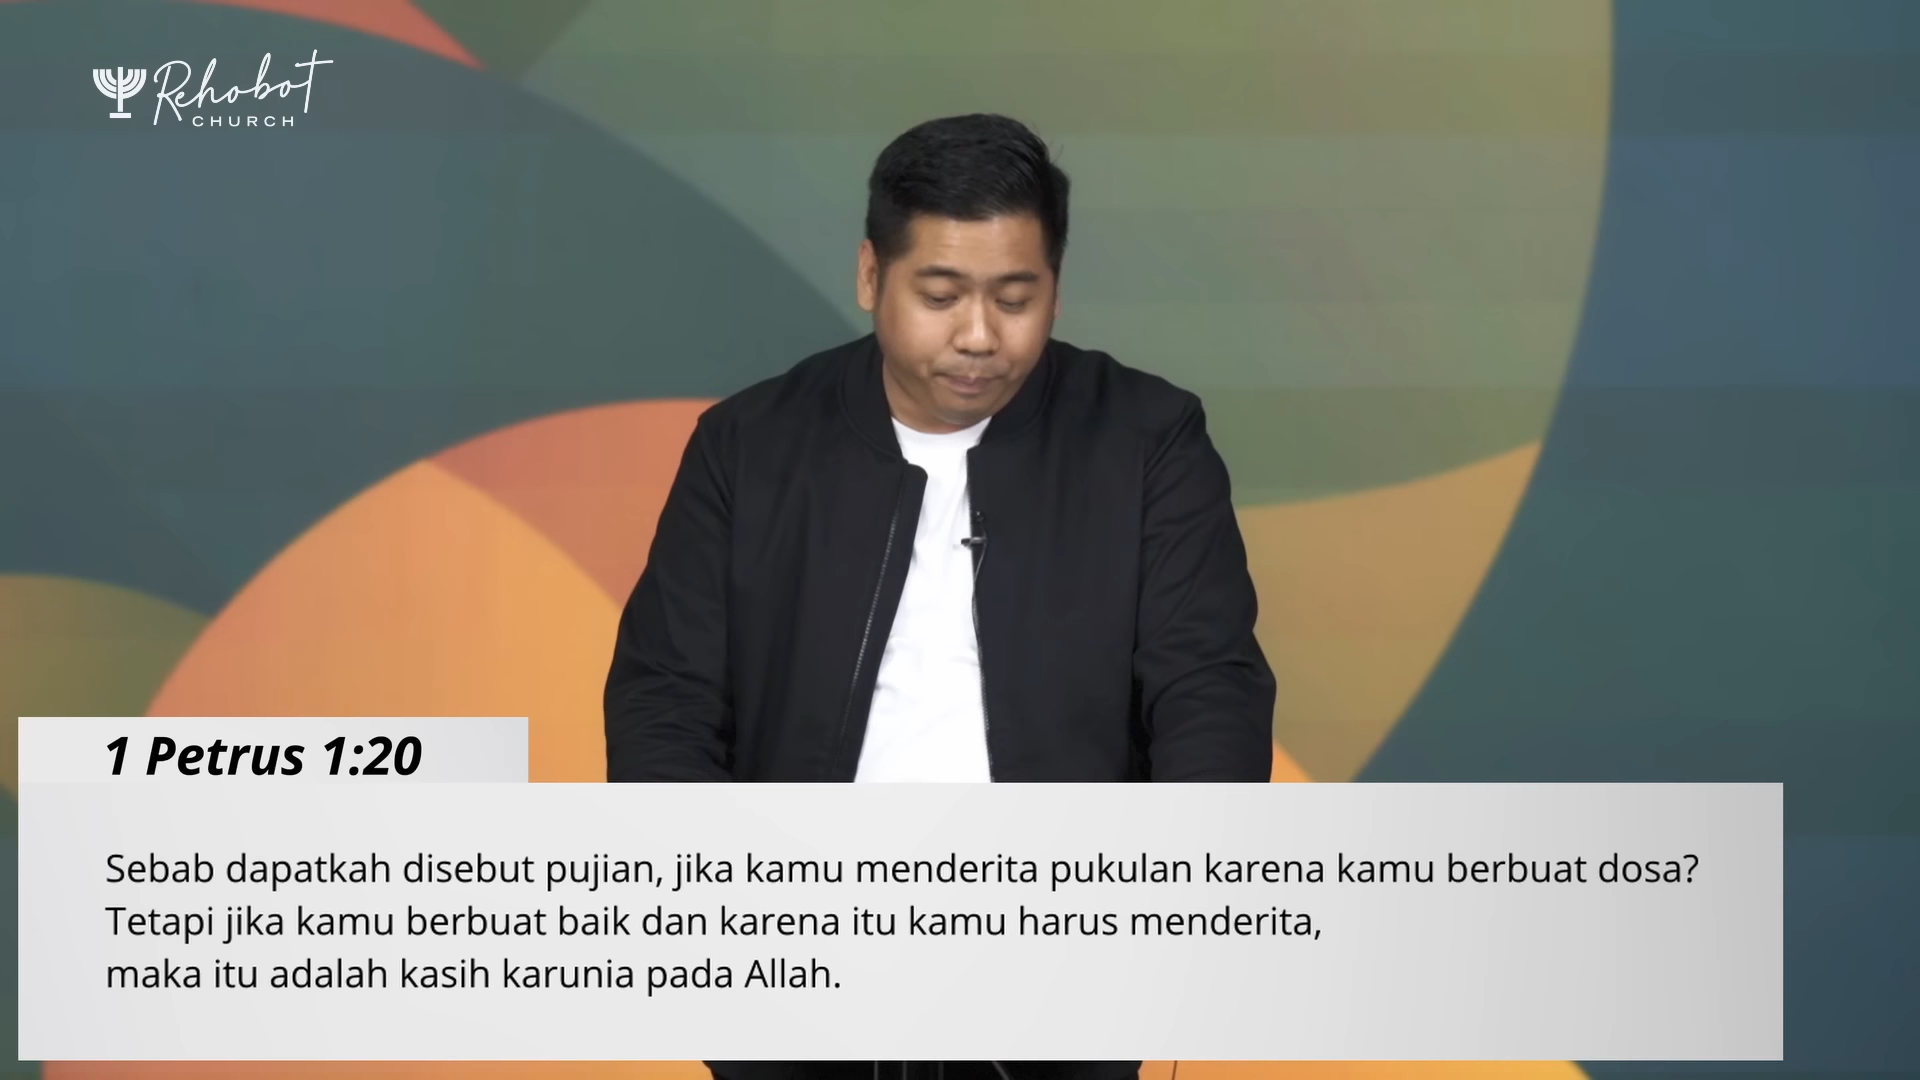 Rehobot
CHURCH
1 Petrus 1:20
Sebab dapatkah disebut pujian, jika kamu menderita pukulan karena kamu berbuat dosa?
Tetapi jika kamu berbuat baik dan karena itu kamu harus menderita,
maka itu adalah kasih karunia pada Allah.